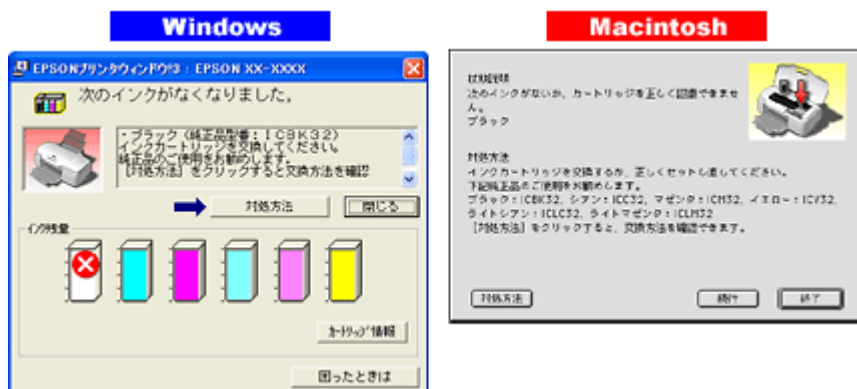 Windows
EPSONプリンタウィンドウ!3 : EPSON XX-XXXX
次のインクがなくなりました。
・ブラック(純正品型番:ICBK32)
インクカートリッジを交換してください。
純正品のご使用をお勧めします。
[対処方法]をクリックすると交換方法を確認
対処方法
閉じる
インク残量
カートリッジ情報
困ったときは
Macintosh
状況説明
次のインクがないか、カートリッジを正しく認識できませ
ん。
ブラック
対処方法
インクカートリッジを交換するか、正しくセットし直してください。
下記純正品のご使用をお勧めします。
ブラック:ICBK32, シアン:ICC32, マゼンタ:ICM32, イエロー:ICY32,
ライトシアン:ICLC32, ライトマゼンタ:ICLM32
[対処方法]をクリックすると、交換方法を確認できます。
対処方法
続行
終了